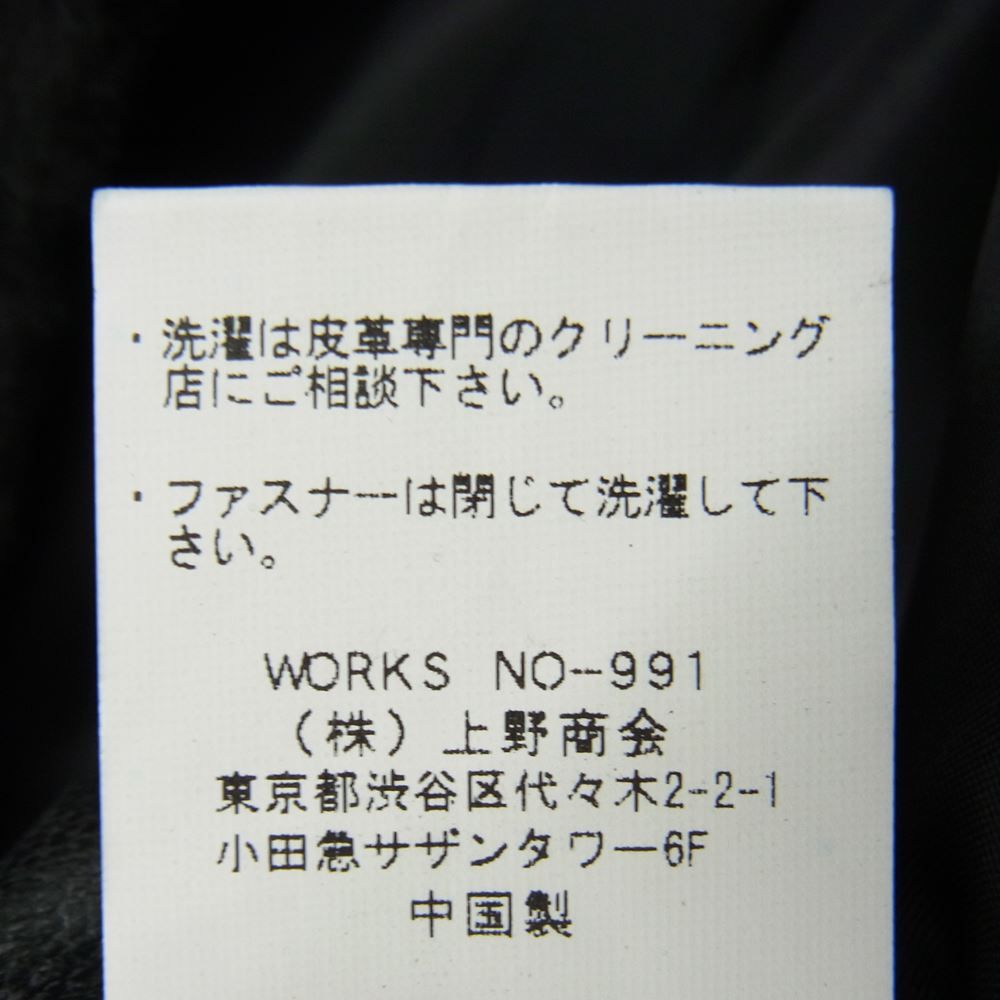 ・洗濯は皮革専門のクリーニング
店にご相談下さい。
・ファスナーは閉じて洗濯して下
さい。
WORKS NO-991
(株)上野商会
東京都渋谷区代々木2-2-1
小田急サザンタワー6F
中国製